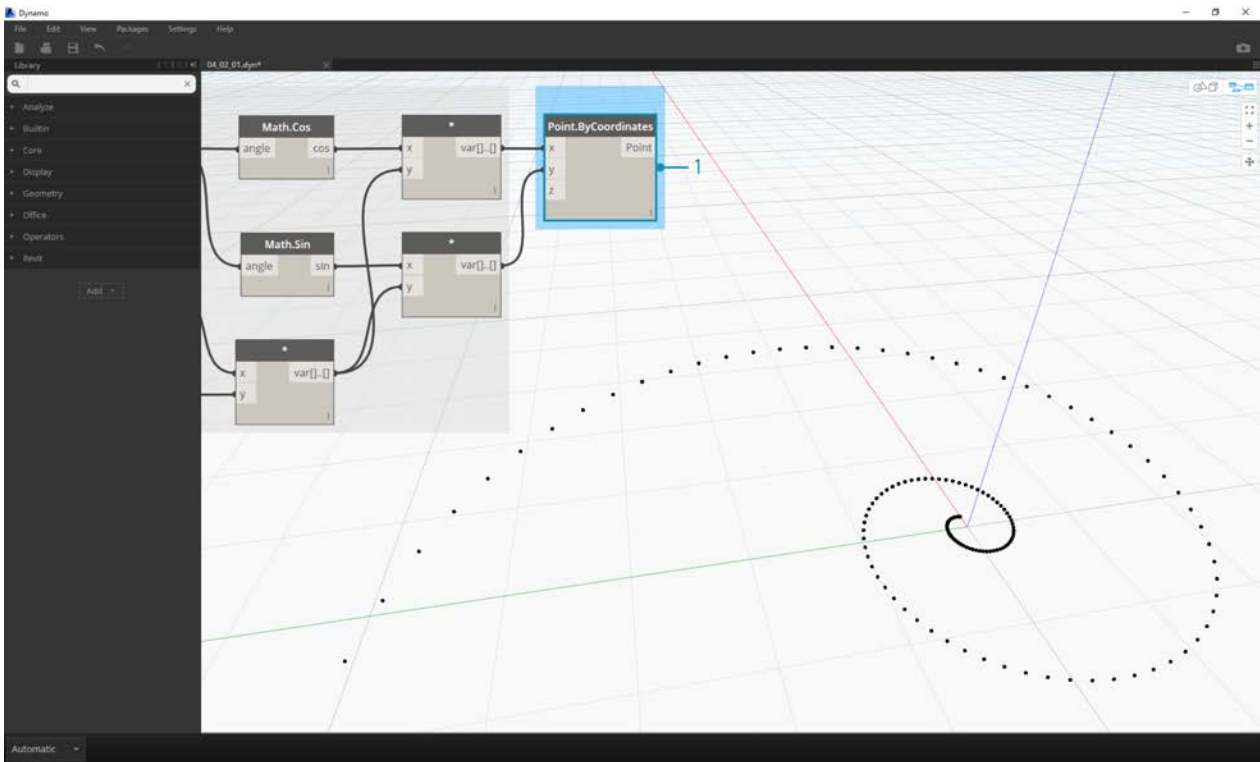 Dynamo
File Edit View Packages Settings Help
Library
04_02_01.dyn*
Analyze
BuiltIn
Core
Display
Geometry
Office
Operators
Revit
Add
Math.Cos
angle cos
*
x var[]..[]
y
Point.ByCoordinates
x Point
y
z
1
Math.Sin
angle sin
*
x var[]..[]
y
*
x var[]..[]
y
Automatic